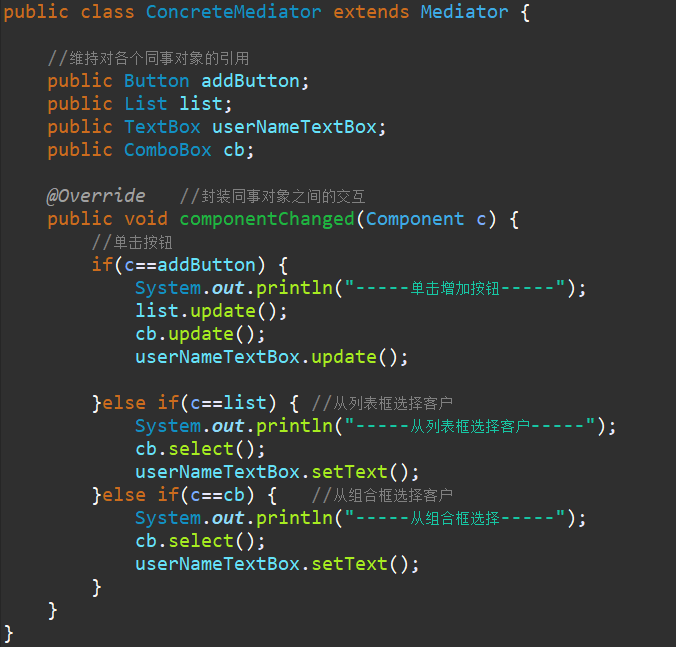 public class ConcreteMediator extends Mediator {
//维持对各个同事对象的引用
public Button addButton;
public List list;
public TextBox userNameTextBox;
public ComboBox cb;
@Override //封装同事对象之间的交互
public void componentChanged(Component c) {
//单击按钮
if(c==addButton) {
System.out.println("-----单击增加按钮-----");
list.update();
cb.update();
userNameTextBox.update();
}else if(c==list) { //从列表框选择客户
System.out.println("-----从列表框选择客户-----");
cb.select();
userNameTextBox.setText();
}else if(c==cb) { //从组合框选择客户
System.out.println("-----从组合框选择-----");
cb.select();
userNameTextBox.setText();
}
}
}